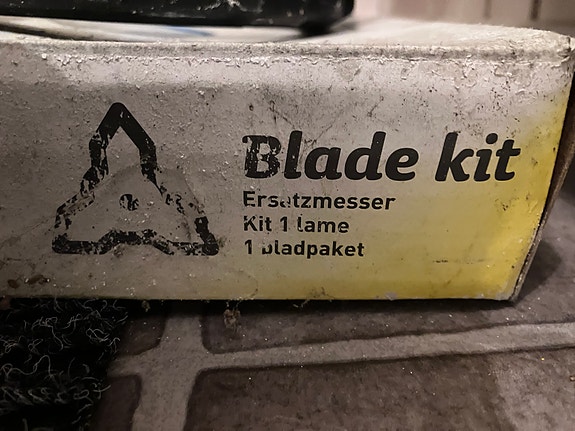 Blade kit
Ersatzmesser
Kit 1 lame
1 bladpaket